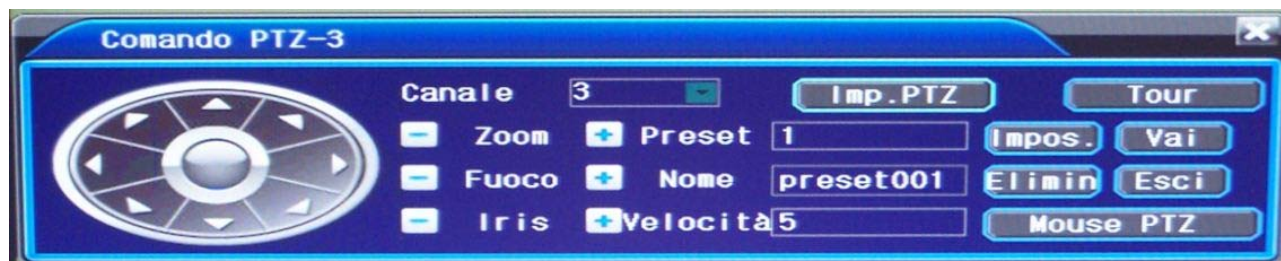 Comando PTZ-3
Canale 3 Imp.PTZ Tour
- Zoom + Preset 1 Impos. Vai
- Fuoco + Nome preset001 Elimin Esci
- Iris + Velocità 5 Mouse PTZ